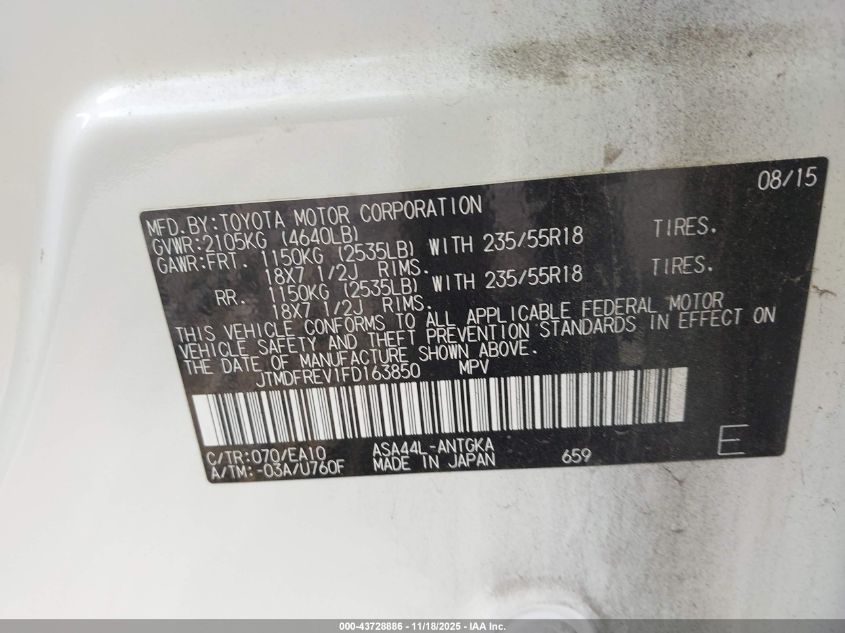 08/15
MFD.BY:TOYOTA MOTOR CORPORATION
GVWR:2105KG (4640LB)
GAWR:FRT. 1150KG (2535LB) WITH 235/55R18 TIRES.
18X7 1/2J RIMS.
RR. 1150KG (2535LB) WITH 235/55R18 TIRES.
18X7 1/2J RIMS.
THIS VEHICLE CONFORMS TO ALL APPLICABLE FEDERAL MOTOR
VEHICLE SAFETY AND THEFT PREVENTION STANDARDS IN EFFECT ON
THE DATE OF MANUFACTURE SHOWN ABOVE.
JTMDFREV1FD163850 MPV
C/TR:070/EA10 ASA44L-ANTGKA
A/TM:-03A/U760F MADE IN JAPAN 659 E
000-43728886 - 11/18/2025 - IAA Inc.